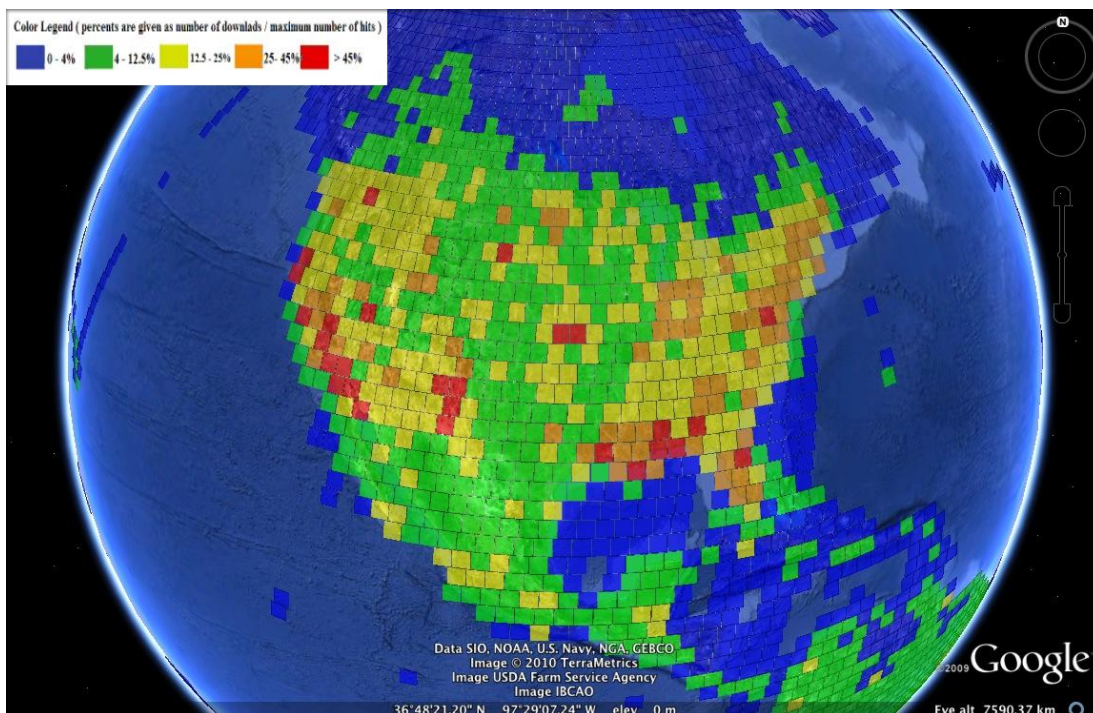 Color Legend ( percents are given as number of downlads / maximum number of hits )
0 - 4% 4 - 12.5% 12.5 - 25% 25- 45% > 45%
N
Data SIO, NOAA, U.S. Navy, NGA, GEBCO
Image © 2010 TerraMetrics
Image USDA Farm Service Agency
Image IBCAO
©2009 Google
36°48'21.20" N 97°29'07.24" W elev 0 m Eye alt 7590.37 km